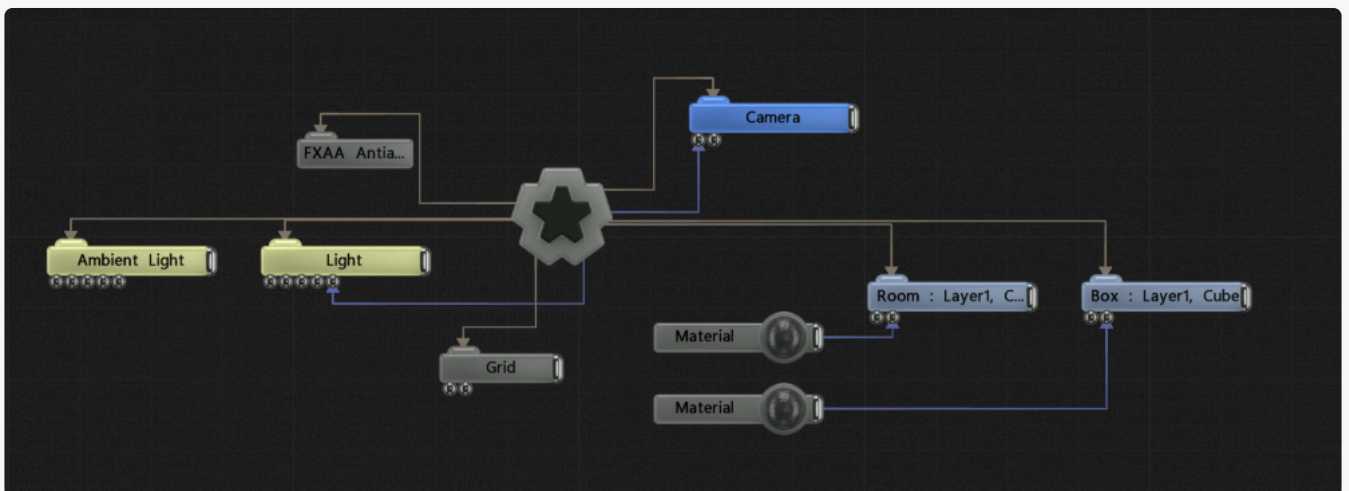 Camera
FXAA Antia...
Ambient Light
Light
Room : Layer1, C...
Box : Layer1, Cube
Material
Grid
Material